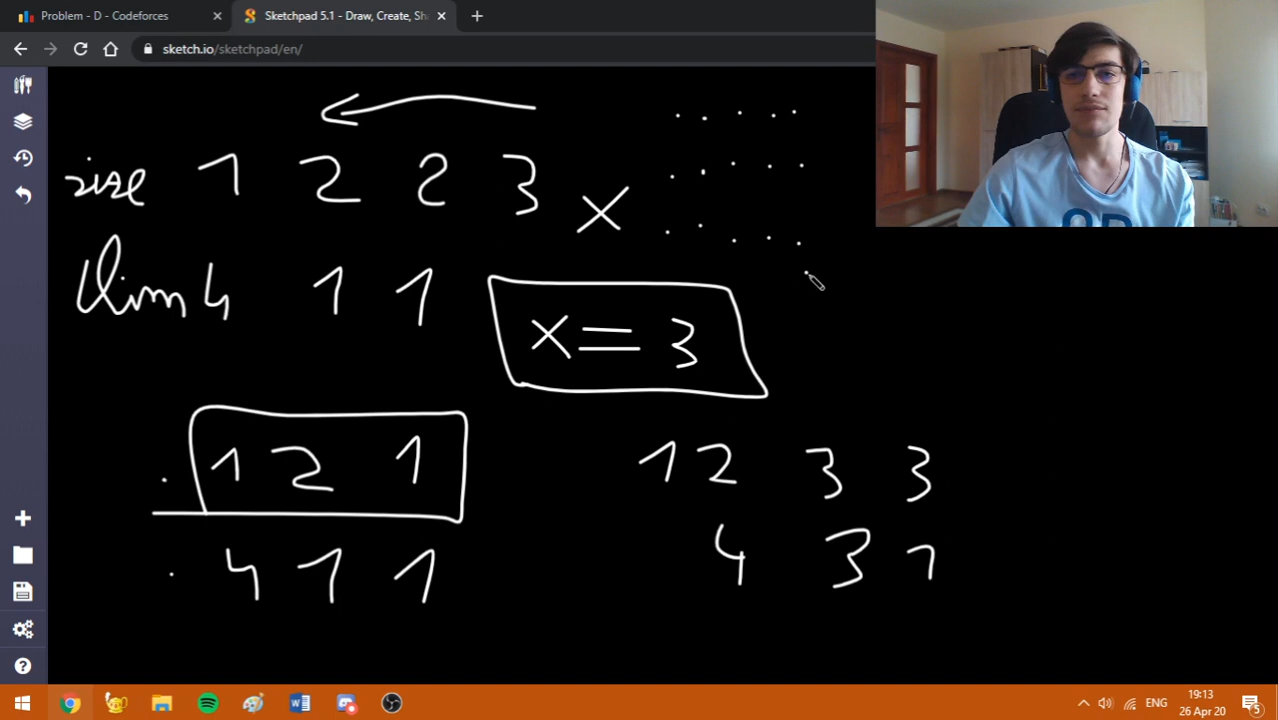 Problem - D - Codeforces
Sketchpad 5.1 - Draw, Create, Sha
sketch.io/sketchpad/en/
size 1 2 2 3 X
lim 4 1 1
x = 3
1 2 1
4 1 1
1 2 3 3
4 3 1
ENG
19:13
26 Apr 20
5